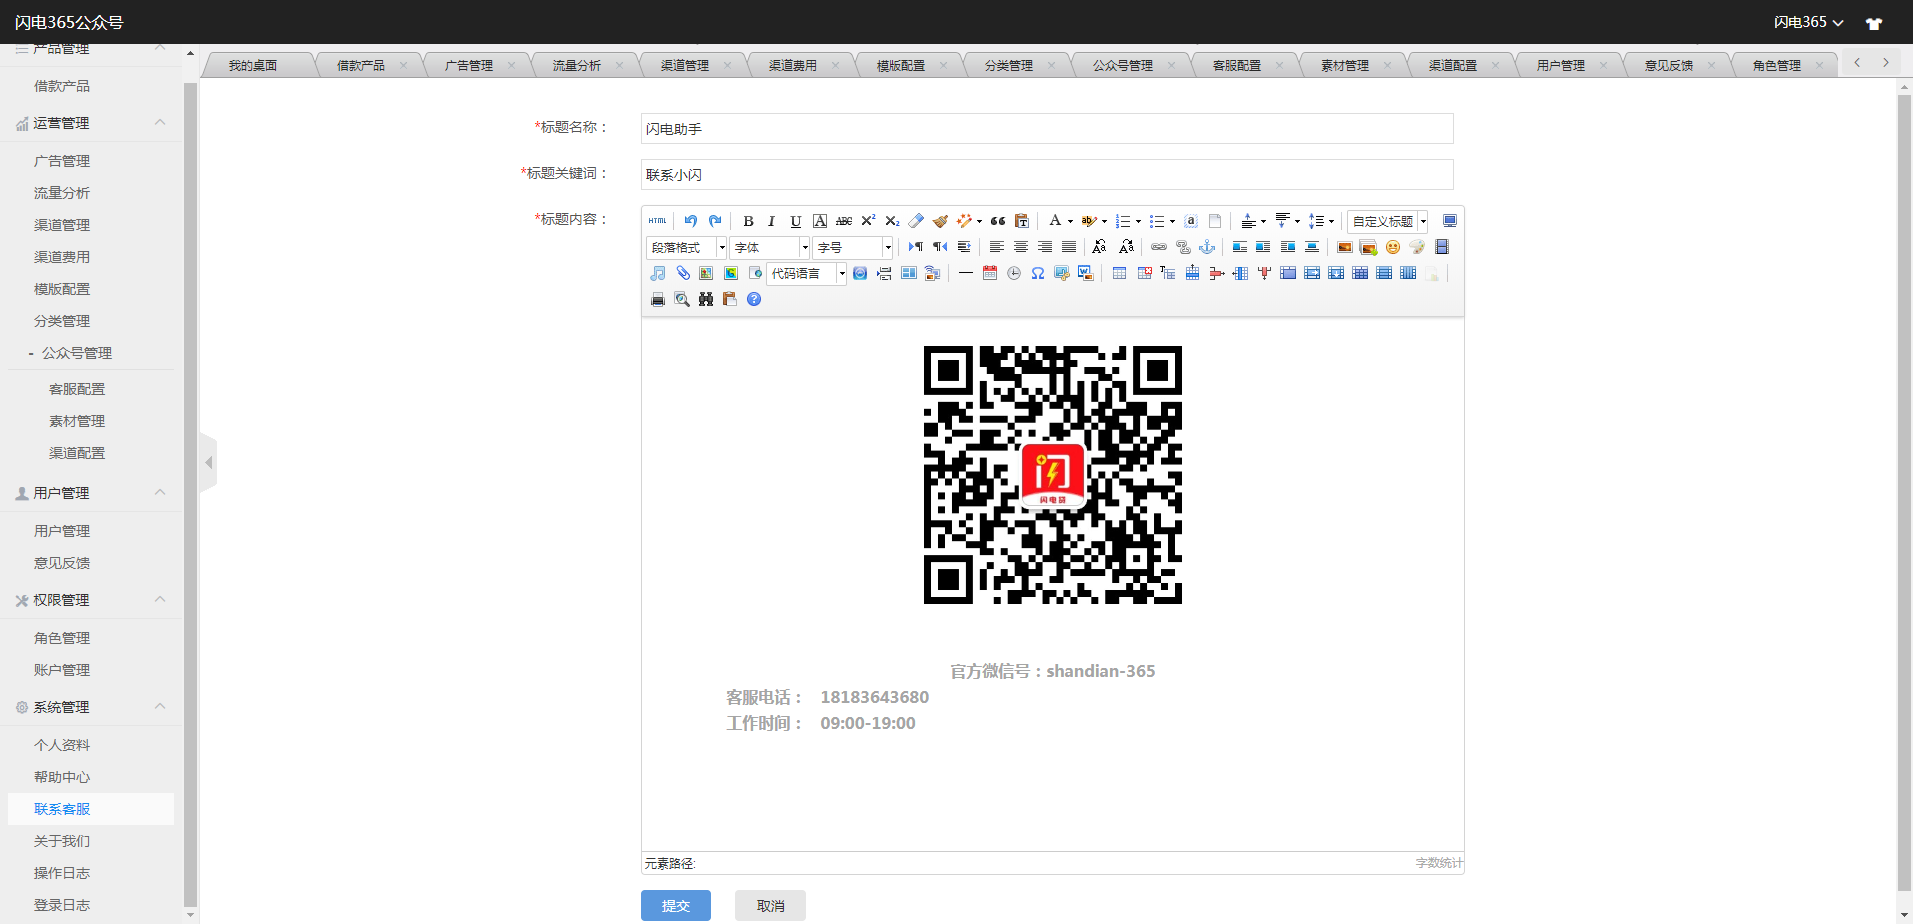 闪电365公众号
闪电365
产品管理
借款产品
运营管理
广告管理
流量分析
渠道管理
渠道费用
模版配置
分类管理
- 公众号管理
客服配置
素材管理
渠道配置
用户管理
用户管理
意见反馈
权限管理
角色管理
账户管理
系统管理
个人资料
帮助中心
联系客服
关于我们
操作日志
登录日志
我的桌面 借款产品 广告管理 流量分析 渠道管理 渠道费用 模版配置 分类管理 公众号管理 客服配置 素材管理 渠道配置 用户管理 意见反馈 角色管理
*标题名称： 闪电助手
*标题关键词： 联系小闪
*标题内容：
HTML B I U A ABC X² X₂ A 自定义标题
段落格式 字体 字号
代码语言
闪
闪电贷
官方微信号：shandian-365
客服电话： 18183643680
工作时间： 09:00-19:00
元素路径: 字数统计
提交 取消